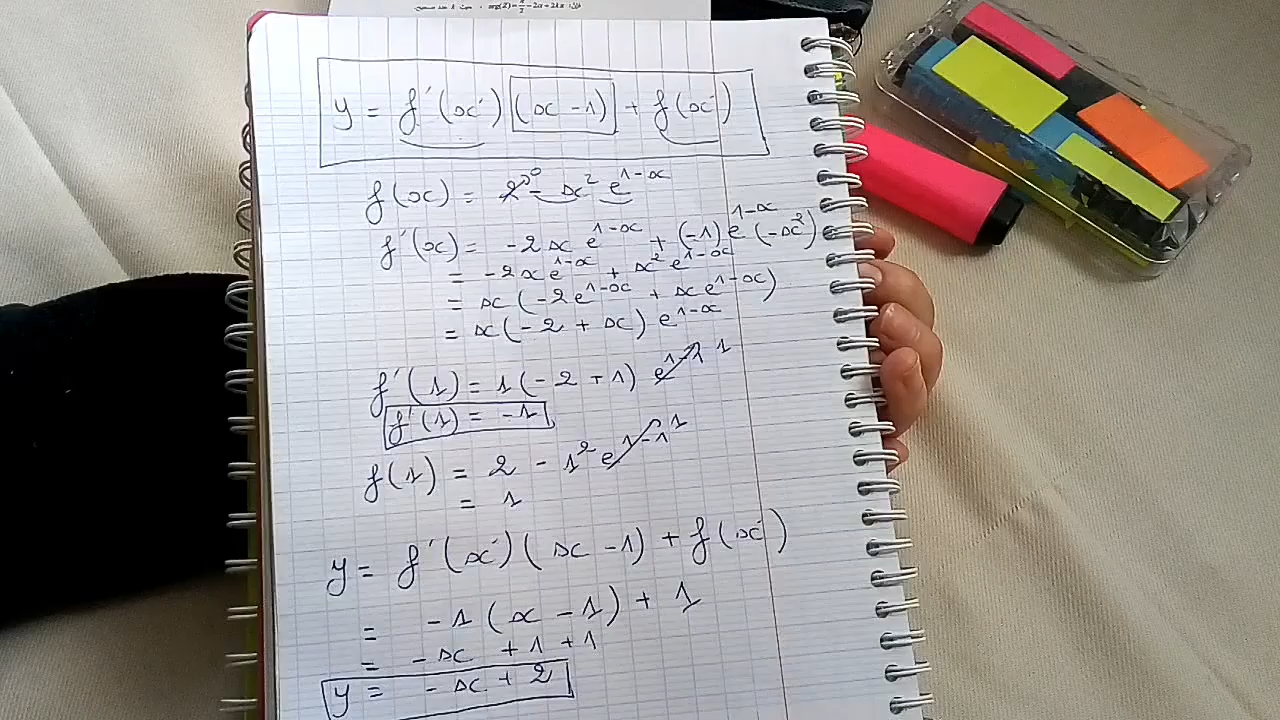 y = f'(x)(x -1) + f(x)
f(x) = 2 - x² e^1-x
f'(x) = -2x e^1-x + (-1) e^1-x (-x²)
= -2x e^1-x + x² e^1-x
= x(-2e^1-x + x e^1-x)
= x(-2 + x) e^1-x
f'(1) = 1(-2+1) e^1-1 1
f'(1) = -1
f(1) = 2 - 1² e^1-1 1
= 1
y = f'(x)(x -1) + f(x)
= -1(x -1) + 1
= -x +1 +1
y = -x + 2